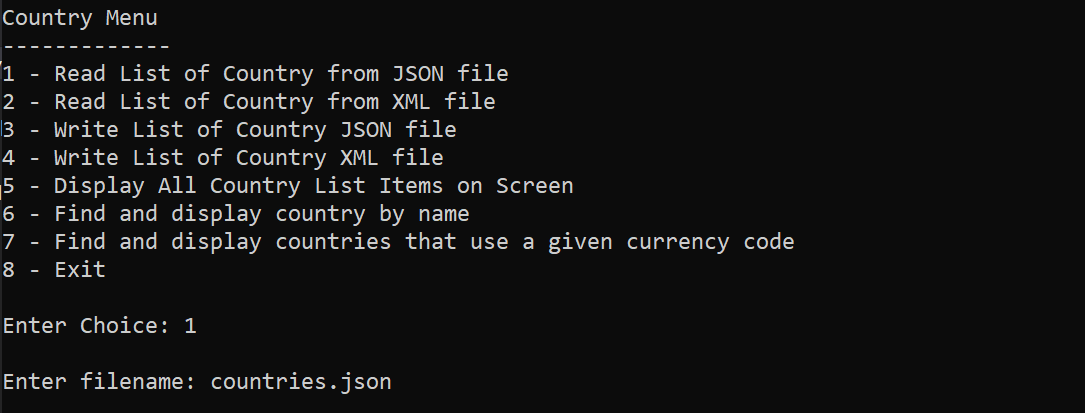 Country Menu
-------------
1 - Read List of Country from JSON file
2 - Read List of Country from XML file
3 - Write List of Country JSON file
4 - Write List of Country XML file
5 - Display All Country List Items on Screen
6 - Find and display country by name
7 - Find and display countries that use a given currency code
8 - Exit
Enter Choice: 1
Enter filename: countries.json